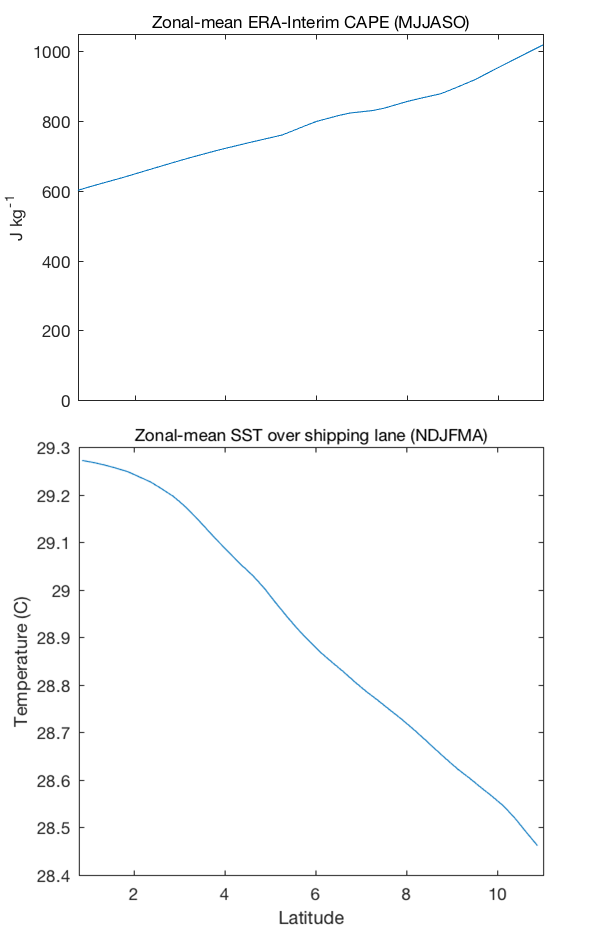 Zonal-mean ERA-Interim CAPE (MJJASO)
1000
800
600
400
200
0
J kg-1
Zonal-mean SST over shipping lane (NDJFMA)
29.3
29.2
29.1
29
28.9
28.8
28.7
28.6
28.5
28.4
Temperature (C)
2 4 6 8 10
Latitude